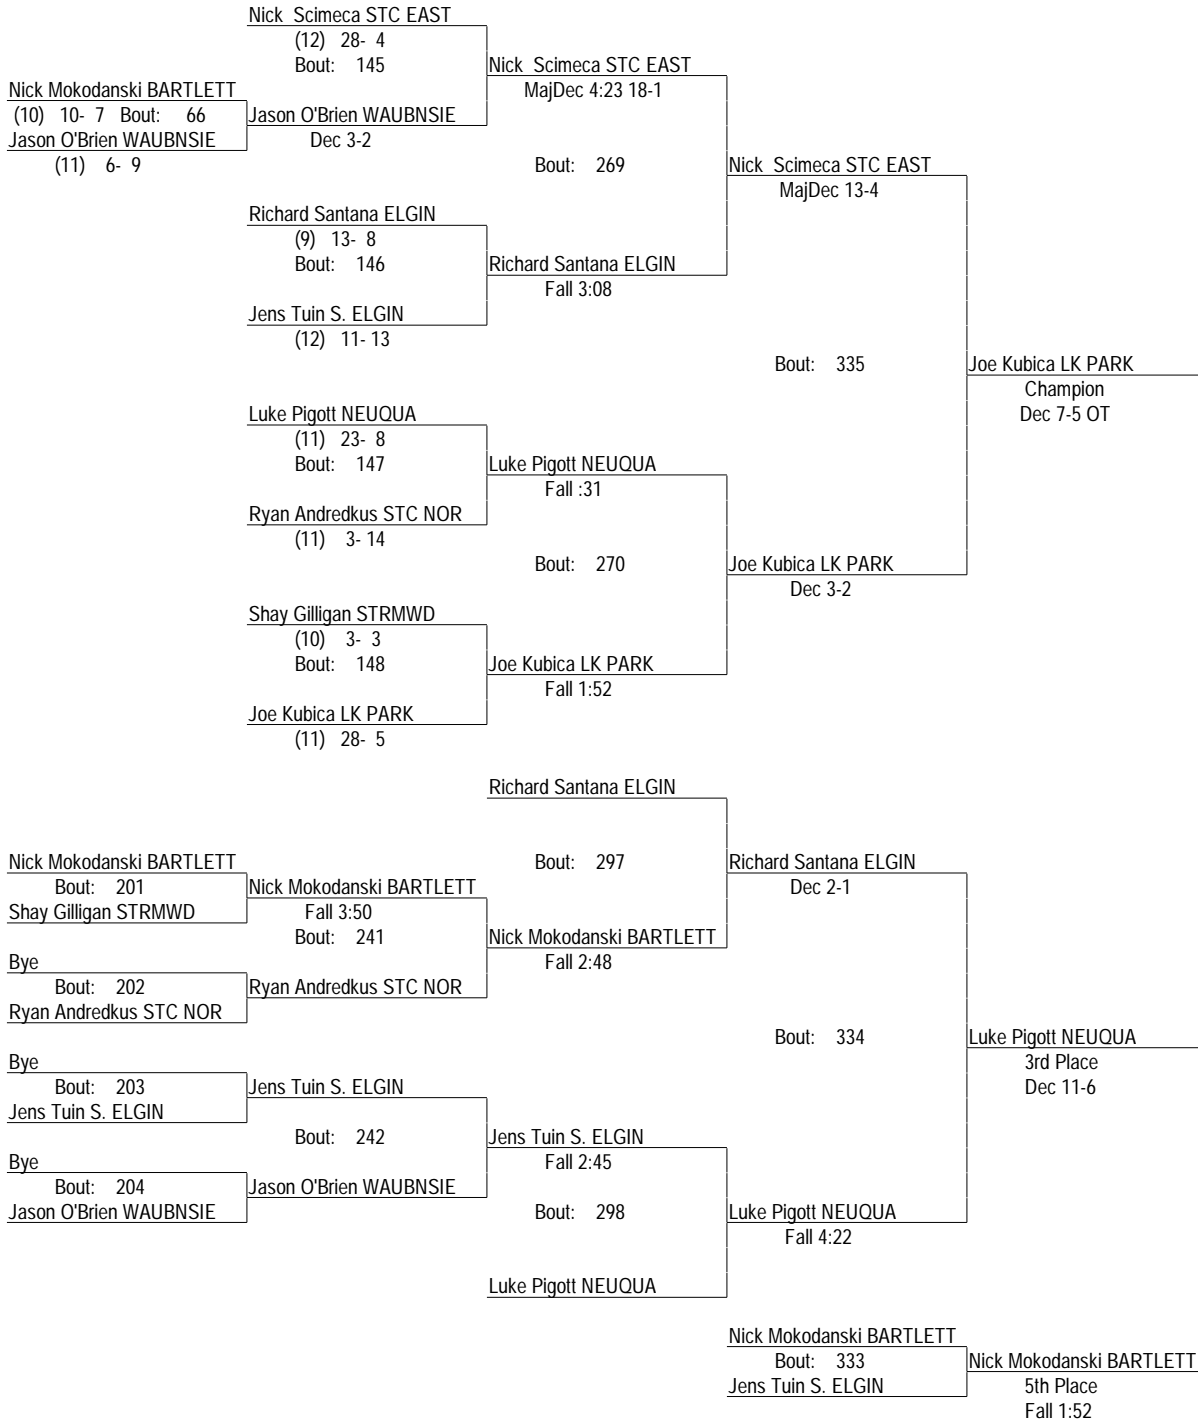 Nick  Scimeca STC EAST
(12)   28-  4
Bout:     145
Nick  Scimeca STC EAST
MajDec 4:23 18-1
Nick Mokodanski BARTLETT
(10)   10-  7   Bout:     66
Jason O'Brien WAUBNSIE
Jason O'Brien WAUBNSIE
Dec 3-2
(11)    6-  9
Bout:     269
Nick  Scimeca STC EAST
MajDec 13-4
Richard Santana ELGIN
(9)   13-  8
Bout:     146
Richard Santana ELGIN
Fall 3:08
Jens Tuin S. ELGIN
(12)   11- 13
Bout:     335
Joe Kubica LK PARK
Champion
Dec 7-5 OT
Luke Pigott NEUQUA
(11)   23-  8
Bout:     147
Luke Pigott NEUQUA
Fall :31
Ryan Andredkus STC NOR
(11)    3- 14
Bout:     270
Joe Kubica LK PARK
Dec 3-2
Shay Gilligan STRMWD
(10)    3-  3
Bout:     148
Joe Kubica LK PARK
Fall 1:52
Joe Kubica LK PARK
(11)   28-  5
Richard Santana ELGIN
Bout:     297
Richard Santana ELGIN
Dec 2-1
Nick Mokodanski BARTLETT
Bout:     201
Shay Gilligan STRMWD
Nick Mokodanski BARTLETT
Fall 3:50
Bout:     241
Nick Mokodanski BARTLETT
Fall 2:48
Bye
Bout:     202
Ryan Andredkus STC NOR
Ryan Andredkus STC NOR
Bout:     334
Luke Pigott NEUQUA
3rd Place
Dec 11-6
Bye
Bout:     203
Jens Tuin S. ELGIN
Jens Tuin S. ELGIN
Bout:     242
Jens Tuin S. ELGIN
Fall 2:45
Bye
Bout:     204
Jason O'Brien WAUBNSIE
Jason O'Brien WAUBNSIE
Bout:     298
Luke Pigott NEUQUA
Fall 4:22
Luke Pigott NEUQUA
Nick Mokodanski BARTLETT
Bout:     333
Jens Tuin S. ELGIN
Nick Mokodanski BARTLETT
5th Place
Fall 1:52